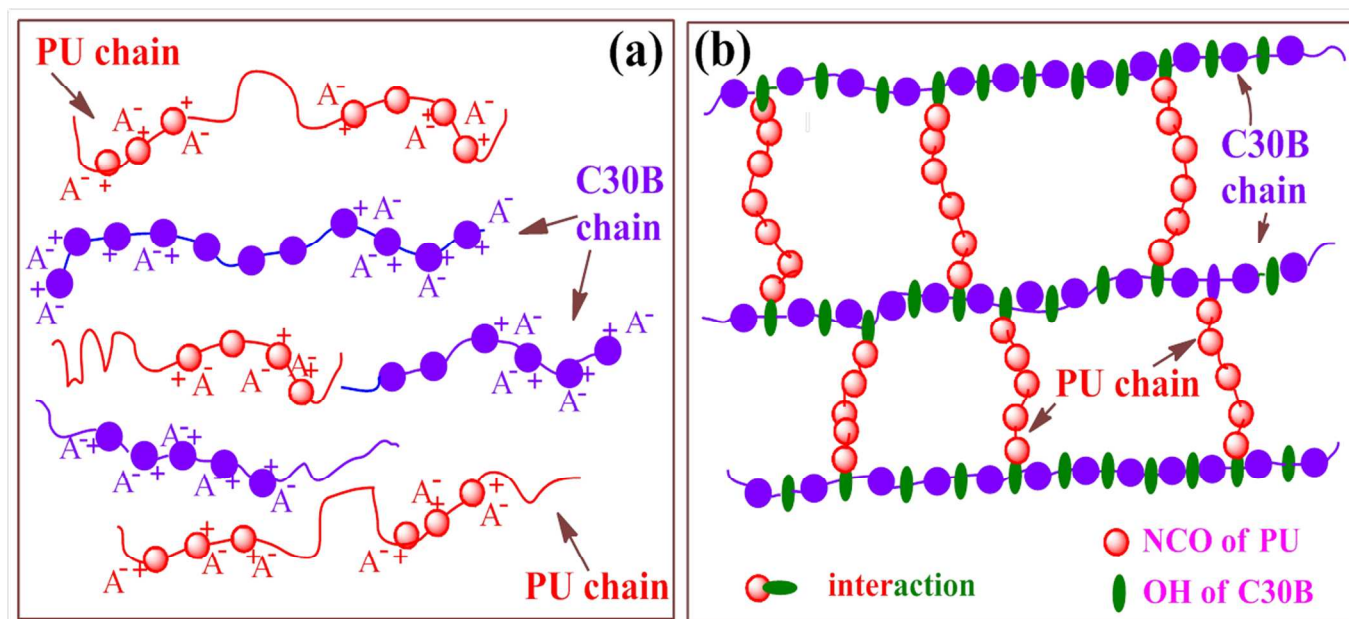 (a)
PU chain
A⁻ + A⁻ + A⁻ + A⁻
A⁻ + A⁻ + A⁻ +
C30B
chain
A⁻ + + A⁻ + A⁻ + A⁻ + A⁻ + A⁻
+ A⁻ A⁻ + A⁻ + A⁻
+ A⁻ A⁻ + A⁻ + A⁻ +
A⁻ + A⁻ + A⁻ + A⁻ + A⁻
A⁻ + A⁻ + A⁻ + A⁻ + A⁻ + A⁻ +
PU chain
(b)
C30B
chain
PU chain
NCO of PU
interaction
OH of C30B